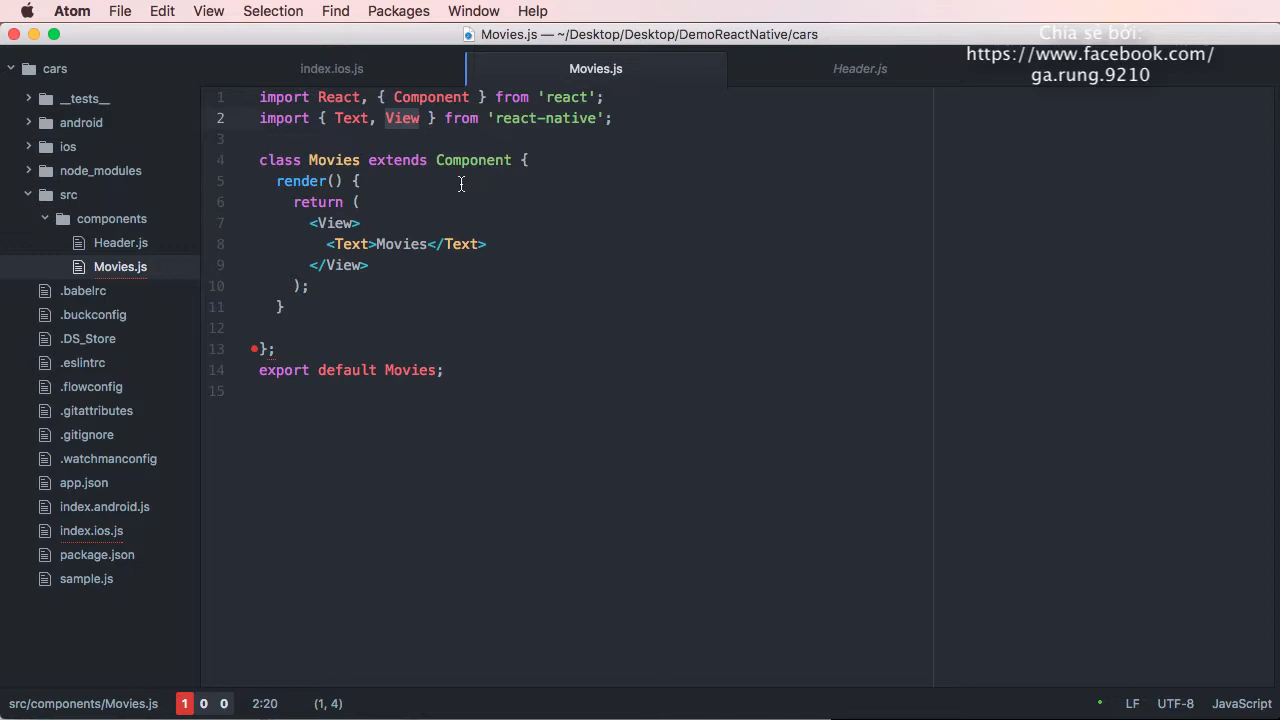 Atom File Edit View Selection Find Packages Window Help
Movies.js — ~/Desktop/Desktop/DemoReactNative/cars
Chia sẻ bởi:
https://www.facebook.com/
ga.rung.9210
cars
__tests__
android
ios
node_modules
src
components
Header.js
Movies.js
.babelrc
.buckconfig
.DS_Store
.eslintrc
.flowconfig
.gitattributes
.gitignore
.watchmanconfig
app.json
index.android.js
index.ios.js
package.json
sample.js
index.ios.js Movies.js Header.js
1 import React, { Component } from 'react';
2 import { Text, View } from 'react-native';
3
4 class Movies extends Component {
5 render() {
6 return (
7 <View>
8 <Text>Movies</Text>
9 </View>
10 );
11 }
12
13 };
14 export default Movies;
15
src/components/Movies.js 1 0 0 2:20 (1, 4) LF UTF-8 JavaScript